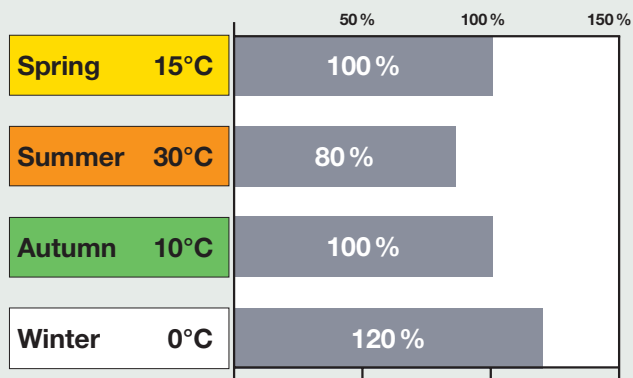 50 % 100 % 150 %
Spring 15°C 100 %
Summer 30°C 80 %
Autumn 10°C 100 %
Winter 0°C 120 %